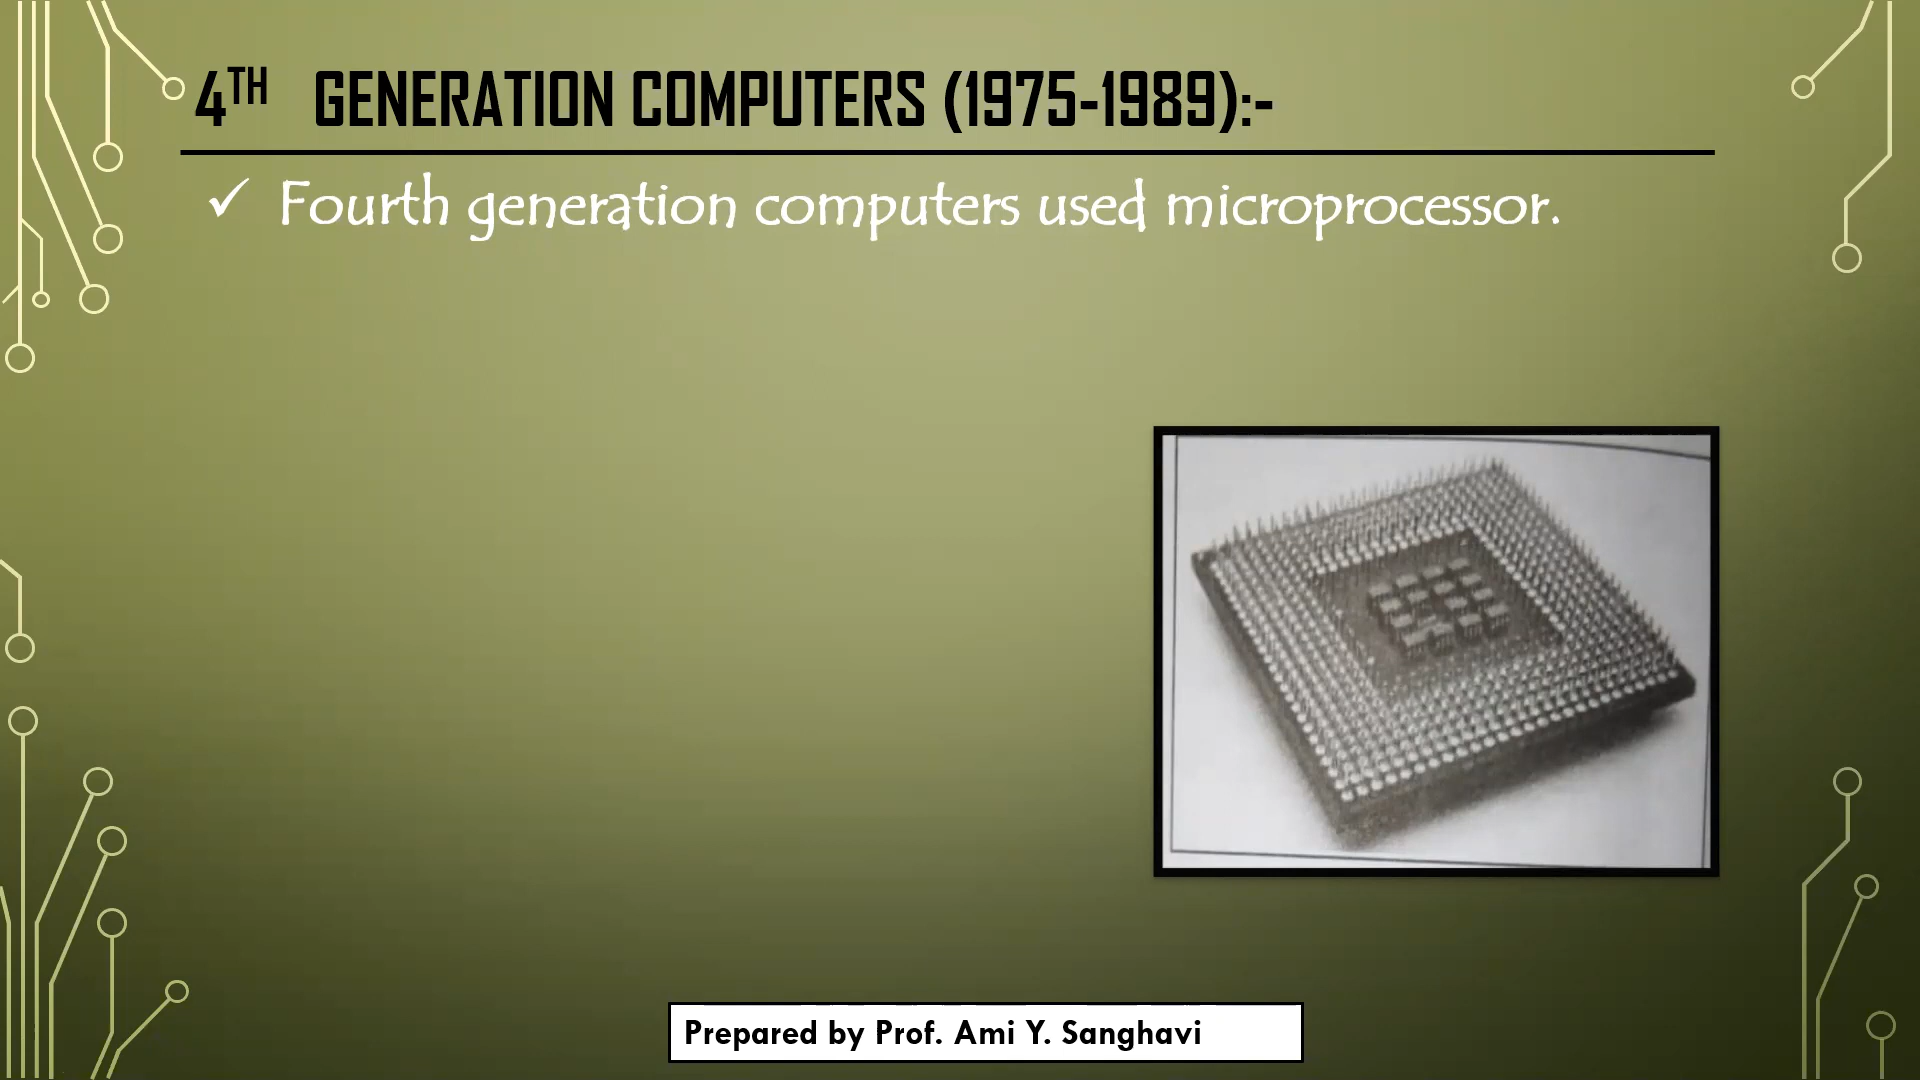 4TH GENERATION COMPUTERS (1975-1989):-
✓ Fourth generation computers used microprocessor.
Prepared by Prof. Ami Y. Sanghavi